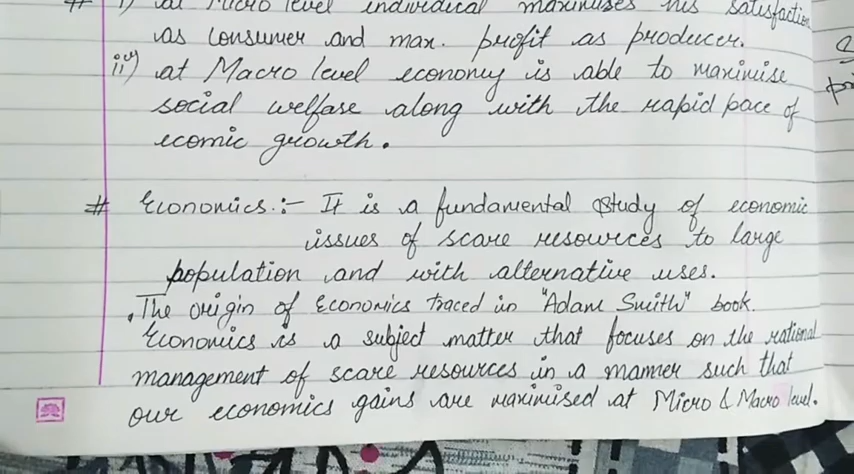 # i) at Micro level individical maximises his satisfaction
as consumer and max. profit as producer.
ii) at Macro level economy is able to maximise
social welfare along with the rapid pace of
ecomic growth.
# Economics :- It is a fundamental study of economic
issues of scare resources to large
population and with alternative uses.
. The origin of Economics traced in "Adam Smith" book.
Economics is a subject matter that focuses on the rational
management of scare resources in a manner such that
our economics gains are maximised at Micro & Macro level.